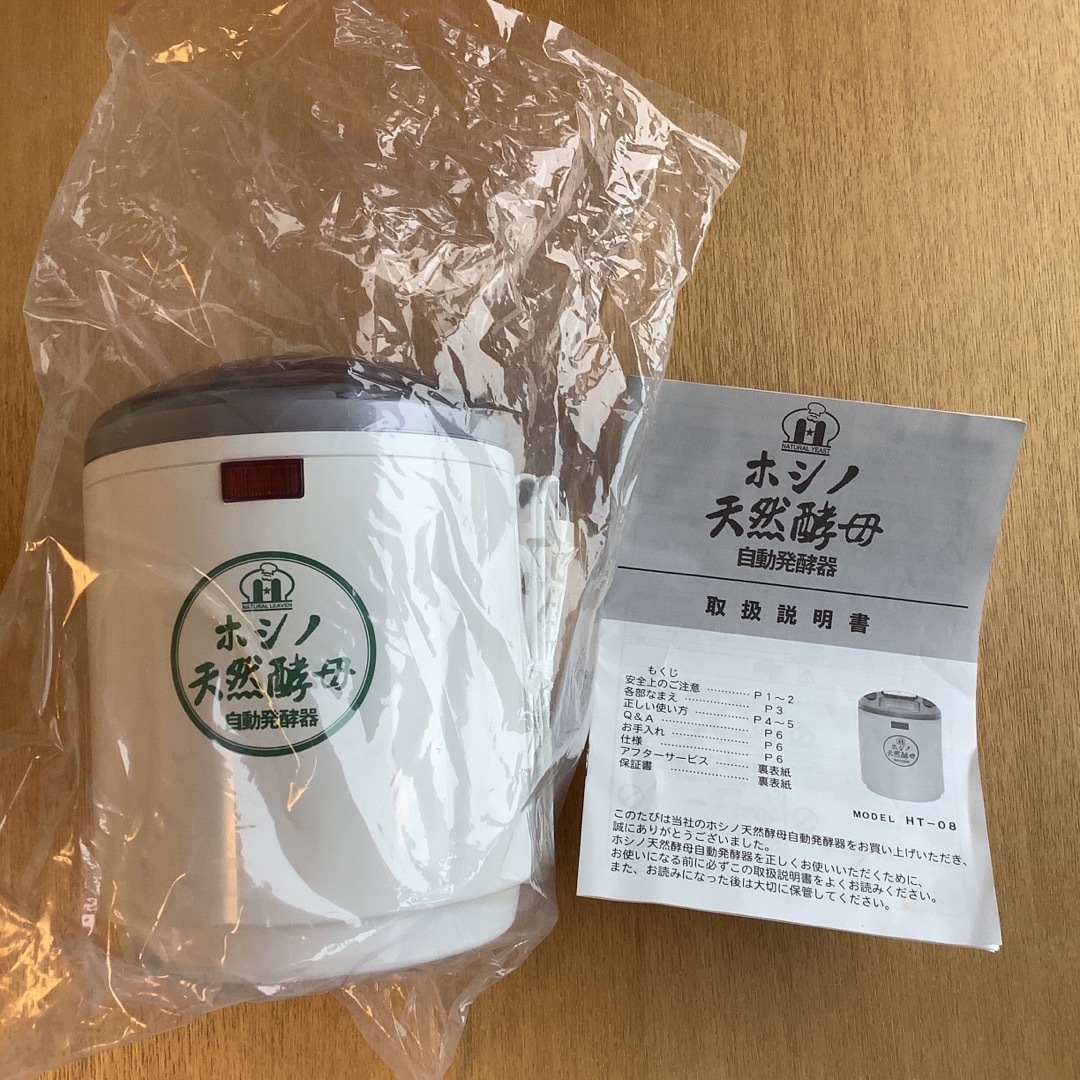 NATURAL LEAVEN
ホシノ
天然酵母
自動発酵器
NATURAL YEAST
ホシノ
天然酵母
自動発酵器
取扱説明書
もくじ
安全上のご注意 ………… P1～2
各部なまえ ………………… P3
正しい使い方 …………… P4～5
Q&A ………………………… P6
お手入れ …………………… P6
仕様 ………………………… P6
アフターサービス ……… 裏表紙
保証書 …………………… 裏表紙
ホシノ
天然酵母
MODEL HT-08
このたびは当社のホシノ天然酵母自動発酵器をお買い上げいただき、
誠にありがとうございました。
ホシノ天然酵母自動発酵器を正しくお使いいただくために、
お使いになる前に必ずこの取扱説明書をよくお読みください。
また、お読みになった後は大切に保管してください。